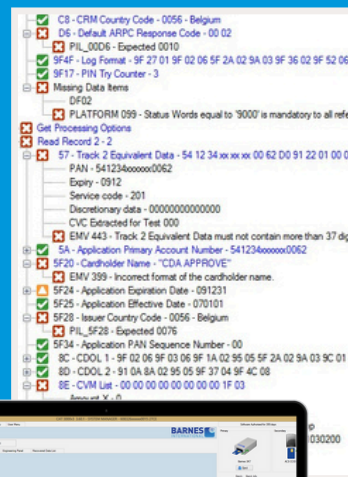 C8 - CRM Country Code - 0056 - Belgium
D6 - Default ARPC Response Code - 00 02
PIL_00D6 - Expected 0010
9F4F - Log Format - 9F 27 01 9F 02 06 5F 2A 02 9A 03 9F 36 02 9F 52 06
9F17 - PIN Try Counter - 3
Missing Data Items
DF02
PLATFORM 099 - Status Words equal to '9000' is mandatory to all refe
Get Processing Options
Read Record 2 - 2
57 - Track 2 Equivalent Data - 54 12 34 xx xx xx 00 62 D0 91 22 01 00 0
PAN - 541234xxxxxx0062
Expiry - 0912
Service code - 201
Discretionary data - 00000000000000
CVC Extracted for Test 000
EMV 443 - Track 2 Equivalent Data must not contain more than 37 dig
5A - Application Primary Account Number - 541234xxxxxx0062
5F20 - Cardholder Name - "CDA APPROVE"
EMV 399 - Incorrect format of the cardholder name.
5F24 - Application Expiration Date - 091231
5F25 - Application Effective Date - 070101
5F28 - Issuer Country Code - 0056 - Belgium
PIL_5F28 - Expected 0076
5F34 - Application PAN Sequence Number - 00
8C - CDOL 1 - 9F 02 06 9F 03 06 9F 1A 02 95 05 5F 2A 02 9A 03 9C 01
8D - CDOL 2 - 91 0A 8A 02 95 05 9F 37 04 9F 4C 08
8E - CVM List - 00 00 00 00 00 00 00 00 1F 03
Amount X - 0
BARNES
1030200